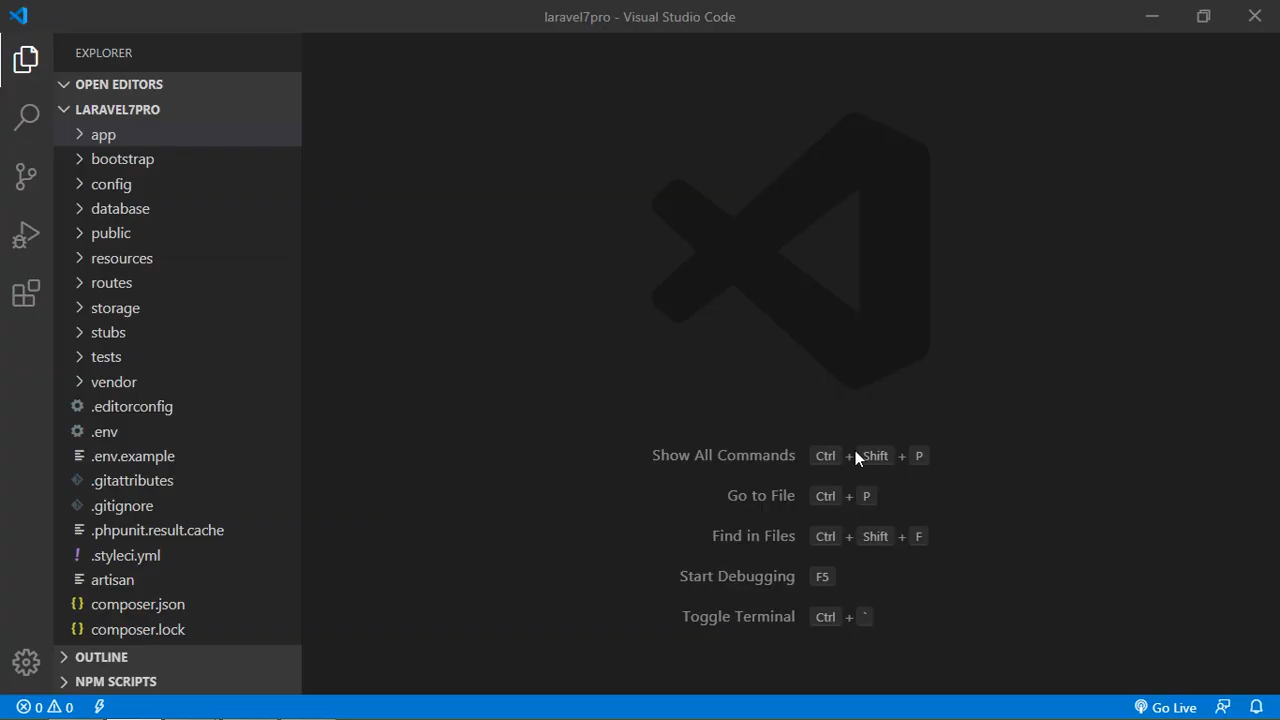 laravel7pro - Visual Studio Code
EXPLORER
OPEN EDITORS
LARAVEL7PRO
app
bootstrap
config
database
public
resources
routes
storage
stubs
tests
vendor
.editorconfig
.env
.env.example
.gitattributes
.gitignore
.phpunit.result.cache
.styleci.yml
artisan
composer.json
composer.lock
OUTLINE
NPM SCRIPTS
Show All Commands Ctrl + Shift + P
Go to File Ctrl + P
Find in Files Ctrl + Shift + F
Start Debugging F5
Toggle Terminal Ctrl + `
0 0
Go Live